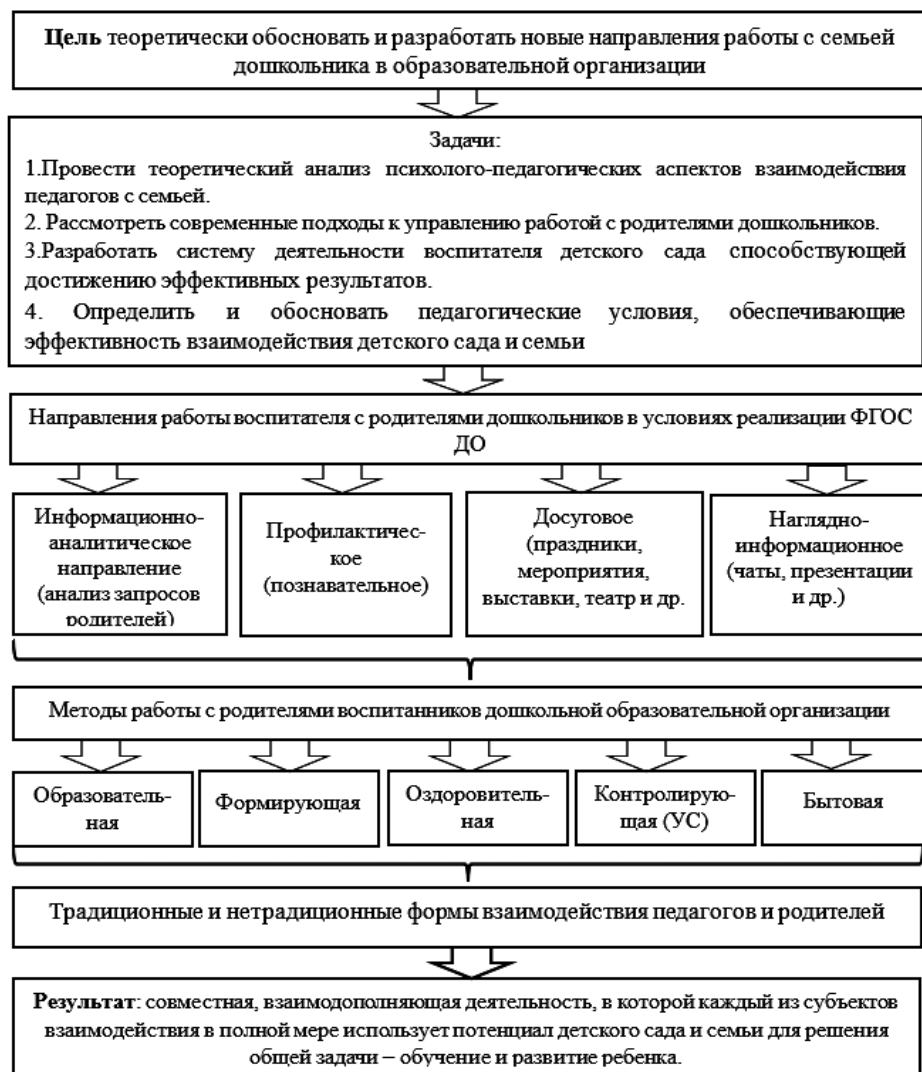 Цель теоретически обосновать и разработать новые направления работы с семьей
дошкольника в образовательной организации
Задачи:
1.Провести теоретический анализ психолого-педагогических аспектов взаимодействия
педагогов с семьей.
2. Рассмотреть современные подходы к управлению работой с родителями дошкольников.
3.Разработать систему деятельности воспитателя детского сада способствующей
достижению эффективных результатов.
4. Определить и обосновать педагогические условия, обеспечивающие
эффективность взаимодействия детского сада и семьи
Направления работы воспитателя с родителями дошкольников в условиях реализации ФГОС
ДО
Информационно-
аналитическое
направление
(анализ запросов
родителей)
Профилактичес-
кое
(познавательное)
Досуговое
(праздники,
мероприятия,
выставки, театр и др.
Наглядно-
информационное
(чаты, презентации
и др.)
Методы работы с родителями воспитанников дошкольной образовательной организации
Образователь-
ная
Формирующая
Оздоровитель-
ная
Контролирую-
щая (УС)
Бытовая
Традиционные и нетрадиционные формы взаимодействия педагогов и родителей
Результат: совместная, взаимодополняющая деятельность, в которой каждый из субъектов
взаимодействия в полной мере использует потенциал детского сада и семьи для решения
общей задачи – обучение и развитие ребенка.